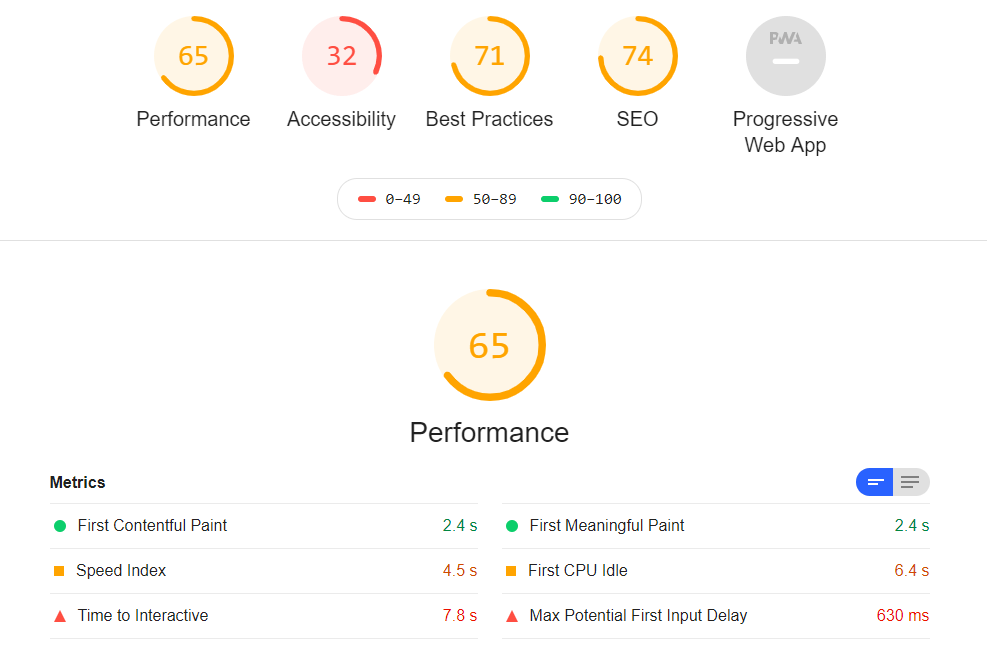 65 32 71 74 PWA
Performance Accessibility Best Practices SEO Progressive
Web App
0–49 50–89 90–100
65
Performance
Metrics
First Contentful Paint 2.4 s First Meaningful Paint 2.4 s
Speed Index 4.5 s First CPU Idle 6.4 s
Time to Interactive 7.8 s Max Potential First Input Delay 630 ms